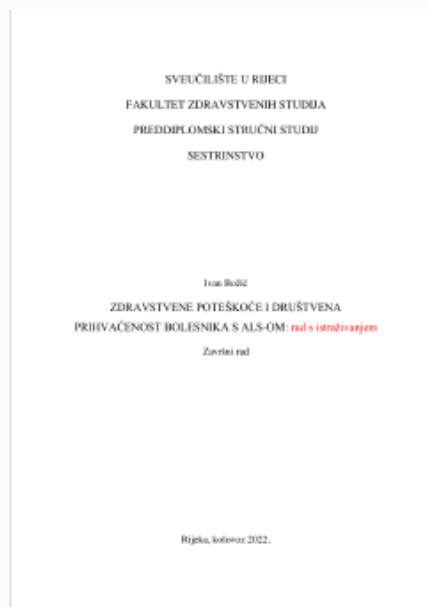 SVEUČILIŠTE U RIJECI
FAKULTET ZDRAVSTVENIH STUDIJA
PREDDIPLOMSKI STRUČNI STUDIJ
SESTRINSTVO
Ivan Božić
ZDRAVSTVENE POTEŠKOĆE I DRUŠTVENA
PRIHVAĆENOST BOLESNIKA S ALS-OM: rad s istraživanjem
Završni rad
Rijeka, kolovoz 2022.